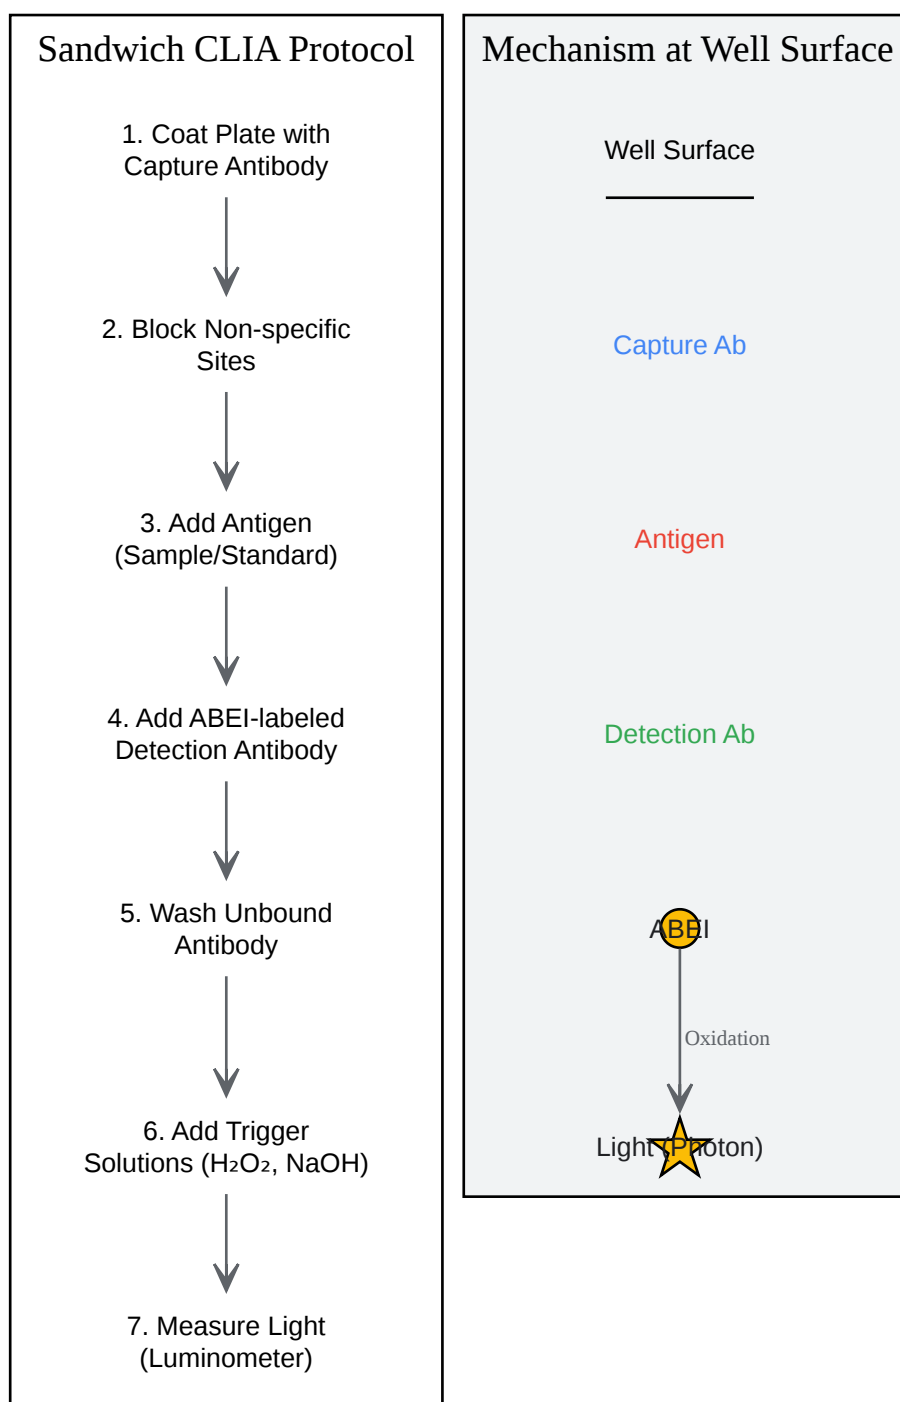 Sandwich CLIA Protocol
1. Coat Plate with
Capture Antibody
2. Block Non-specific
Sites
3. Add Antigen
(Sample/Standard)
4. Add ABEI-labeled
Detection Antibody
5. Wash Unbound
Antibody
6. Add Trigger
Solutions (H₂O₂, NaOH)
7. Measure Light
(Luminometer)
Mechanism at Well Surface
Well Surface
Capture Ab
Antigen
Detection Ab
ABEI
Oxidation
Light (Photon)